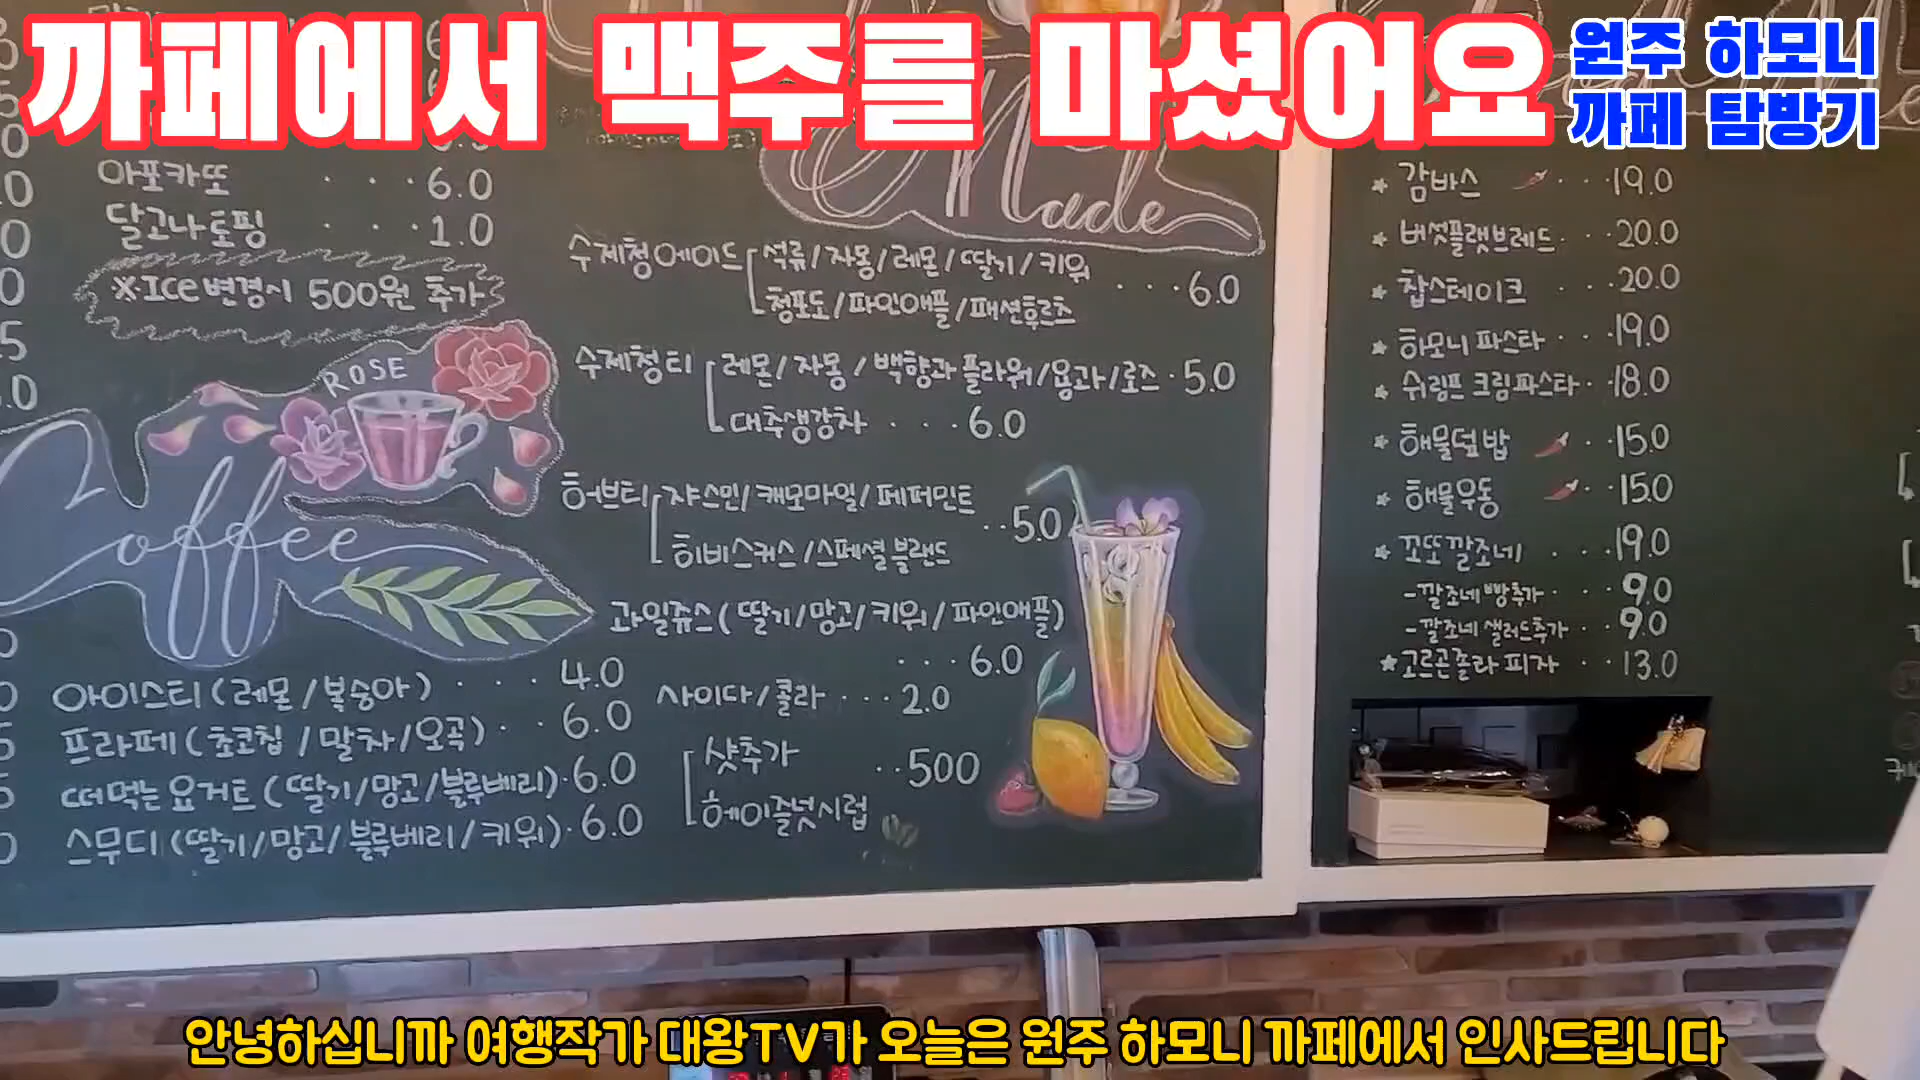 까페에서 맥주를 마셨어요
원주 하모니
까페 탐방기
아포카또 · · · 6.0
달고나토핑 · · · 1.0
※Ice변경시 500원 추가
ROSE
Coffee
아이스티(레몬/복숭아) · · · 4.0
프라페(초코칩/말차/오곡) · · 6.0
떠먹는요거트(딸기/망고/블루베리)·6.0
스무디(딸기/망고/블루베리/키위)·6.0
Made
수제청에이드 석류/자몽/레몬/딸기/키위
청포도/파인애플/패션후르츠 · · · 6.0
수제청티 레몬/자몽/백향과플라워/용과/로즈·5.0
대추생강차 · · · · 6.0
허브티 쟈스민/캐모마일/페퍼민트
히비스커스/스페셜블랜드 · · 5.0
과일쥬스(딸기/망고/키위/파인애플)
· · · 6.0
사이다/콜라 · · · 2.0
샷추가
헤이즐넛시럽 · · 500
감바스 · · · 19.0
버섯플랫브레드 · · · 20.0
찹스테이크 · · · 20.0
하모니 파스타 · · · 19.0
쉬림프 크림파스타 · · 18.0
해물덮밥 · · 15.0
해물우동 · · 15.0
꼬또깔조네 · · · 19.0
-깔조네빵추가 · · 9.0
-깔조네 샐러드추가 · · 9.0
고르곤졸라 피자 · · · 13.0
안녕하십니까 여행작가 대왕TV가 오늘은 원주 하모니 까페에서 인사드립니다